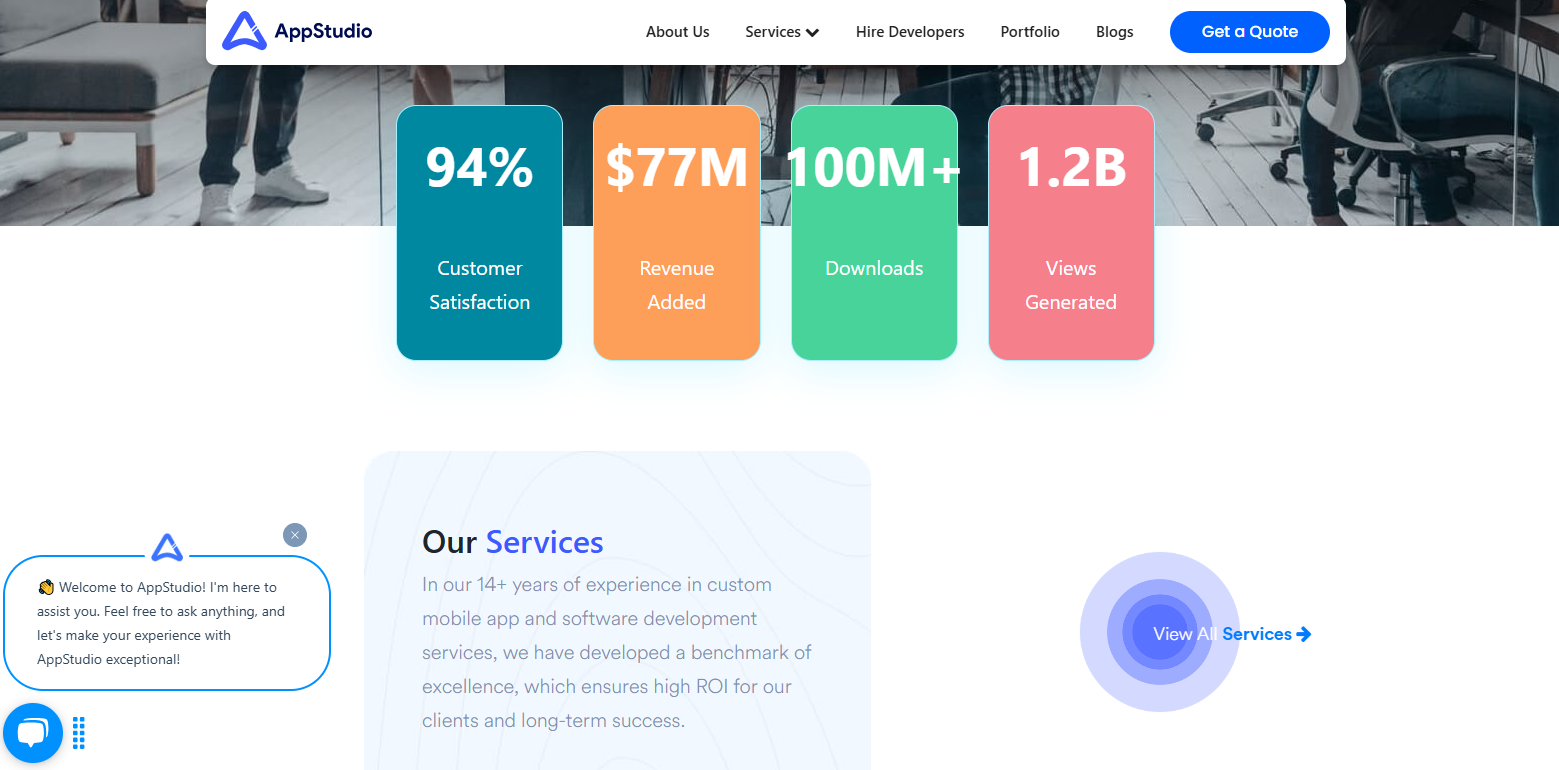 AppStudio
About Us
Services
Hire Developers
Portfolio
Blogs
Get a Quote
94%
Customer
Satisfaction
$77M
Revenue
Added
100M+
Downloads
1.2B
Views
Generated
Our Services
In our 14+ years of experience in custom
mobile app and software development
services, we have developed a benchmark of
excellence, which ensures high ROI for our
clients and long-term success.
View All Services
👋 Welcome to AppStudio! I'm here to
assist you. Feel free to ask anything, and
let's make your experience with
AppStudio exceptional!